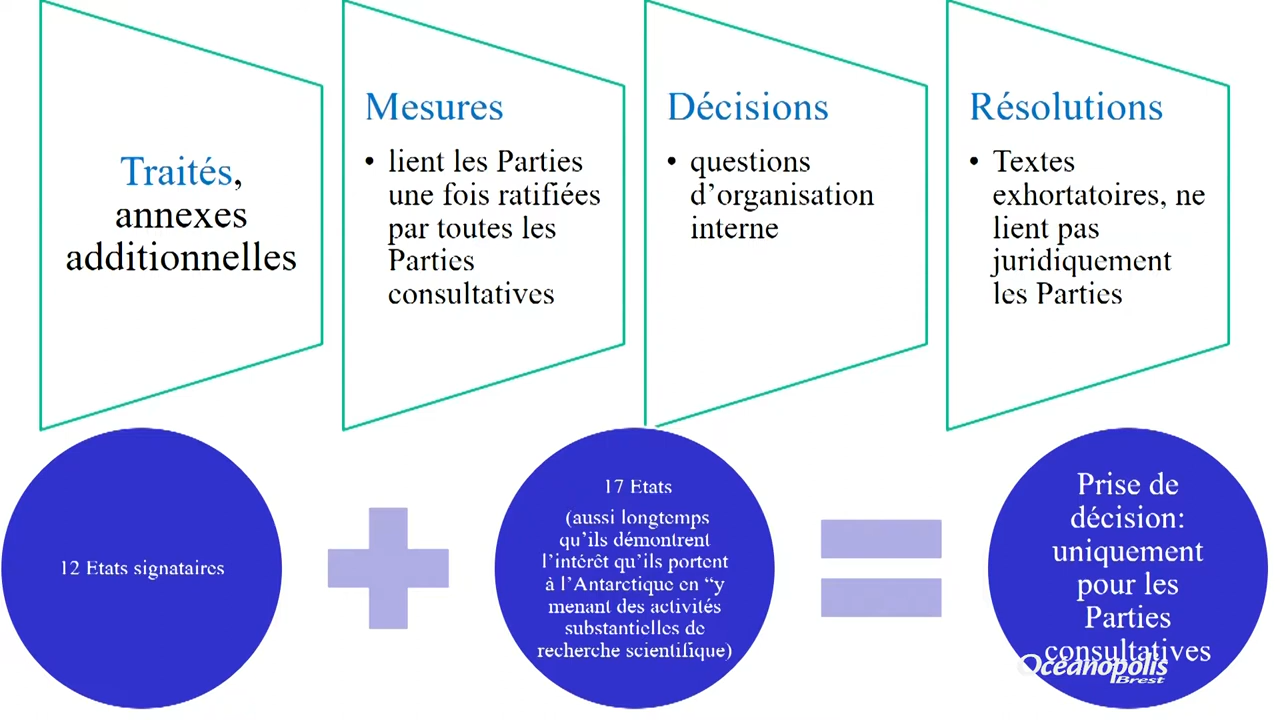 Traités,
annexes
additionnelles
Mesures
• lient les Parties
une fois ratifiées
par toutes les
Parties
consultatives
Décisions
• questions
d’organisation
interne
Résolutions
• Textes
exhortatoires, ne
lient pas
juridiquement
les Parties
12 Etats signataires
17 Etats
(aussi longtemps
qu’ils démontrent
l’intérêt qu’ils portent
à l’Antarctique en “y
menant des activités
substantielles de
recherche scientifique)
Prise de
décision:
uniquement
pour les
Parties
consultatives
Océanopolis
Brest